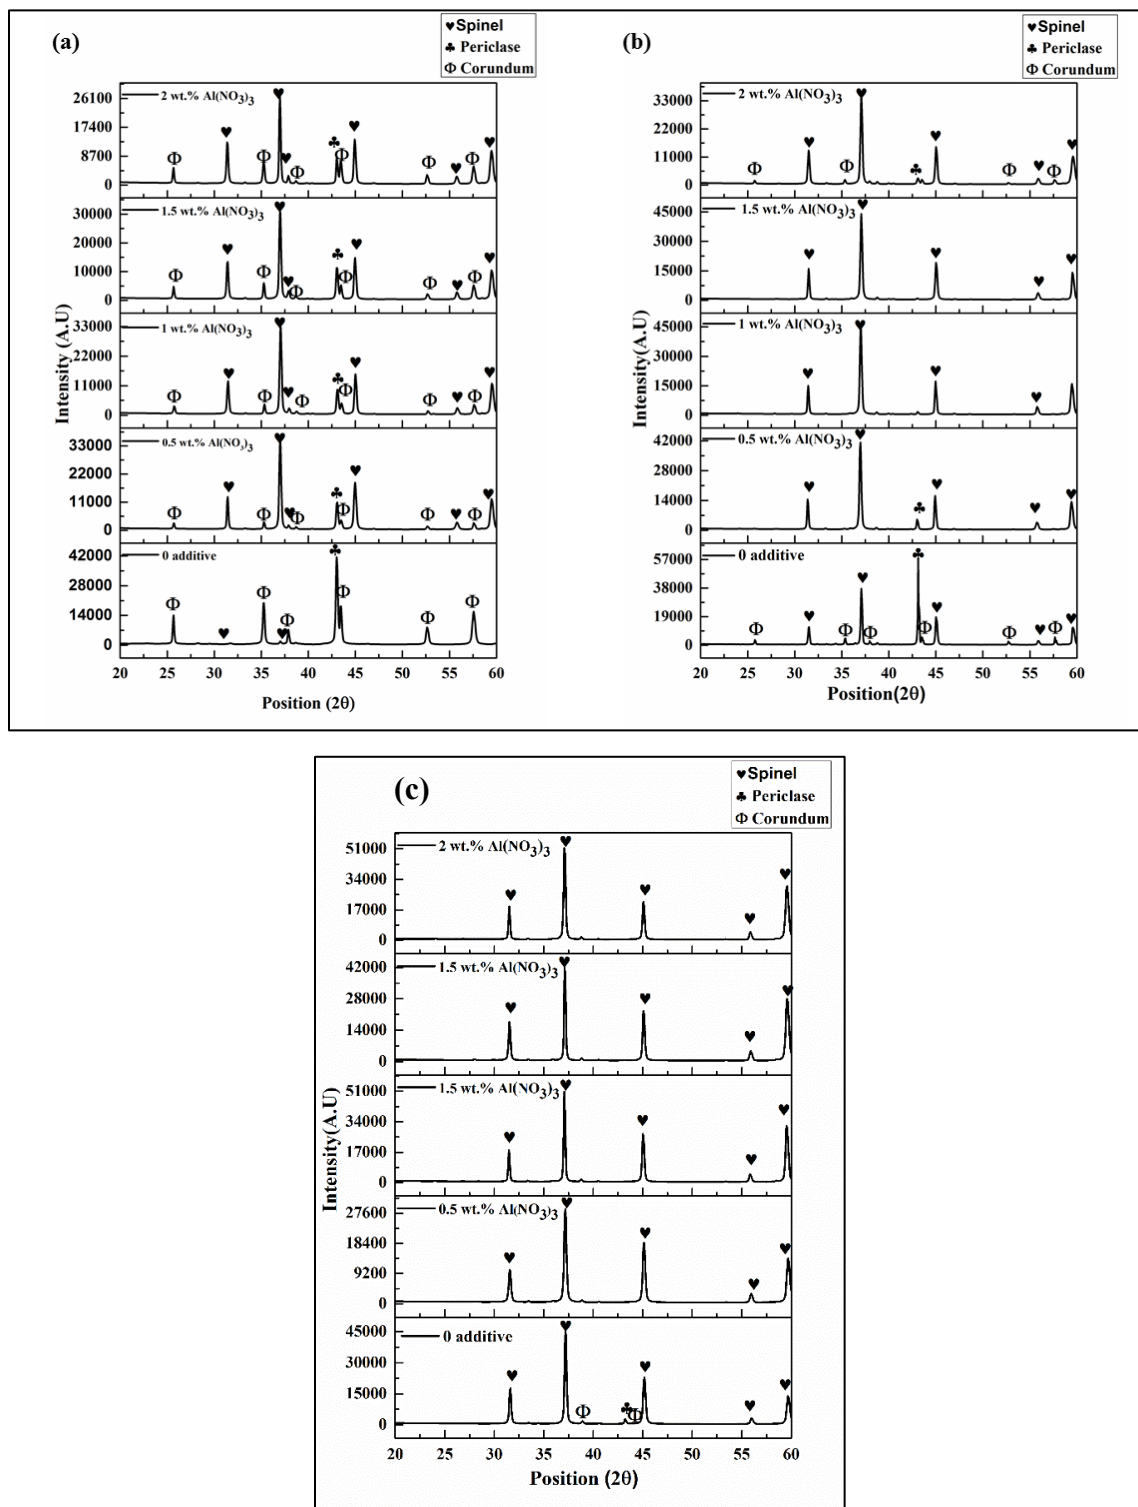 (a)
♥Spinel
♣ Periclase
Φ Corundum
2 wt.% Al(NO3)3
26100
17400
8700
0
1.5 wt.% Al(NO3)3
30000
20000
10000
0
1 wt.% Al(NO3)3
33000
22000
11000
0
0.5 wt.% Al(NO3)3
33000
22000
11000
0
0 additive
42000
28000
14000
0
Intensity (A.U)
20 25 30 35 40 45 50 55 60
Position (2θ)
(b)
♥ Spinel
♣ Periclase
Φ Corundum
2 wt.% Al(NO3)3
33000
22000
11000
0
1.5 wt.% Al(NO3)3
45000
30000
15000
0
1 wt.% Al(NO3)3
45000
30000
15000
0
0.5 wt.% Al(NO3)3
42000
28000
14000
0
0 additive
57000
38000
19000
0
Intensity(A.U)
20 25 30 35 40 45 50 55 60
Position(2θ)
(c)
♥Spinel
♣ Periclase
Φ Corundum
2 wt.% Al(NO3)3
51000
34000
17000
0
1.5 wt.% Al(NO3)3
42000
28000
14000
0
1.5 wt.% Al(NO3)3
51000
34000
17000
0
0.5 wt.% Al(NO3)3
27600
18400
9200
0
0 additive
45000
30000
15000
0
Intensity(A.U)
20 25 30 35 40 45 50 55 60
Position (2θ)